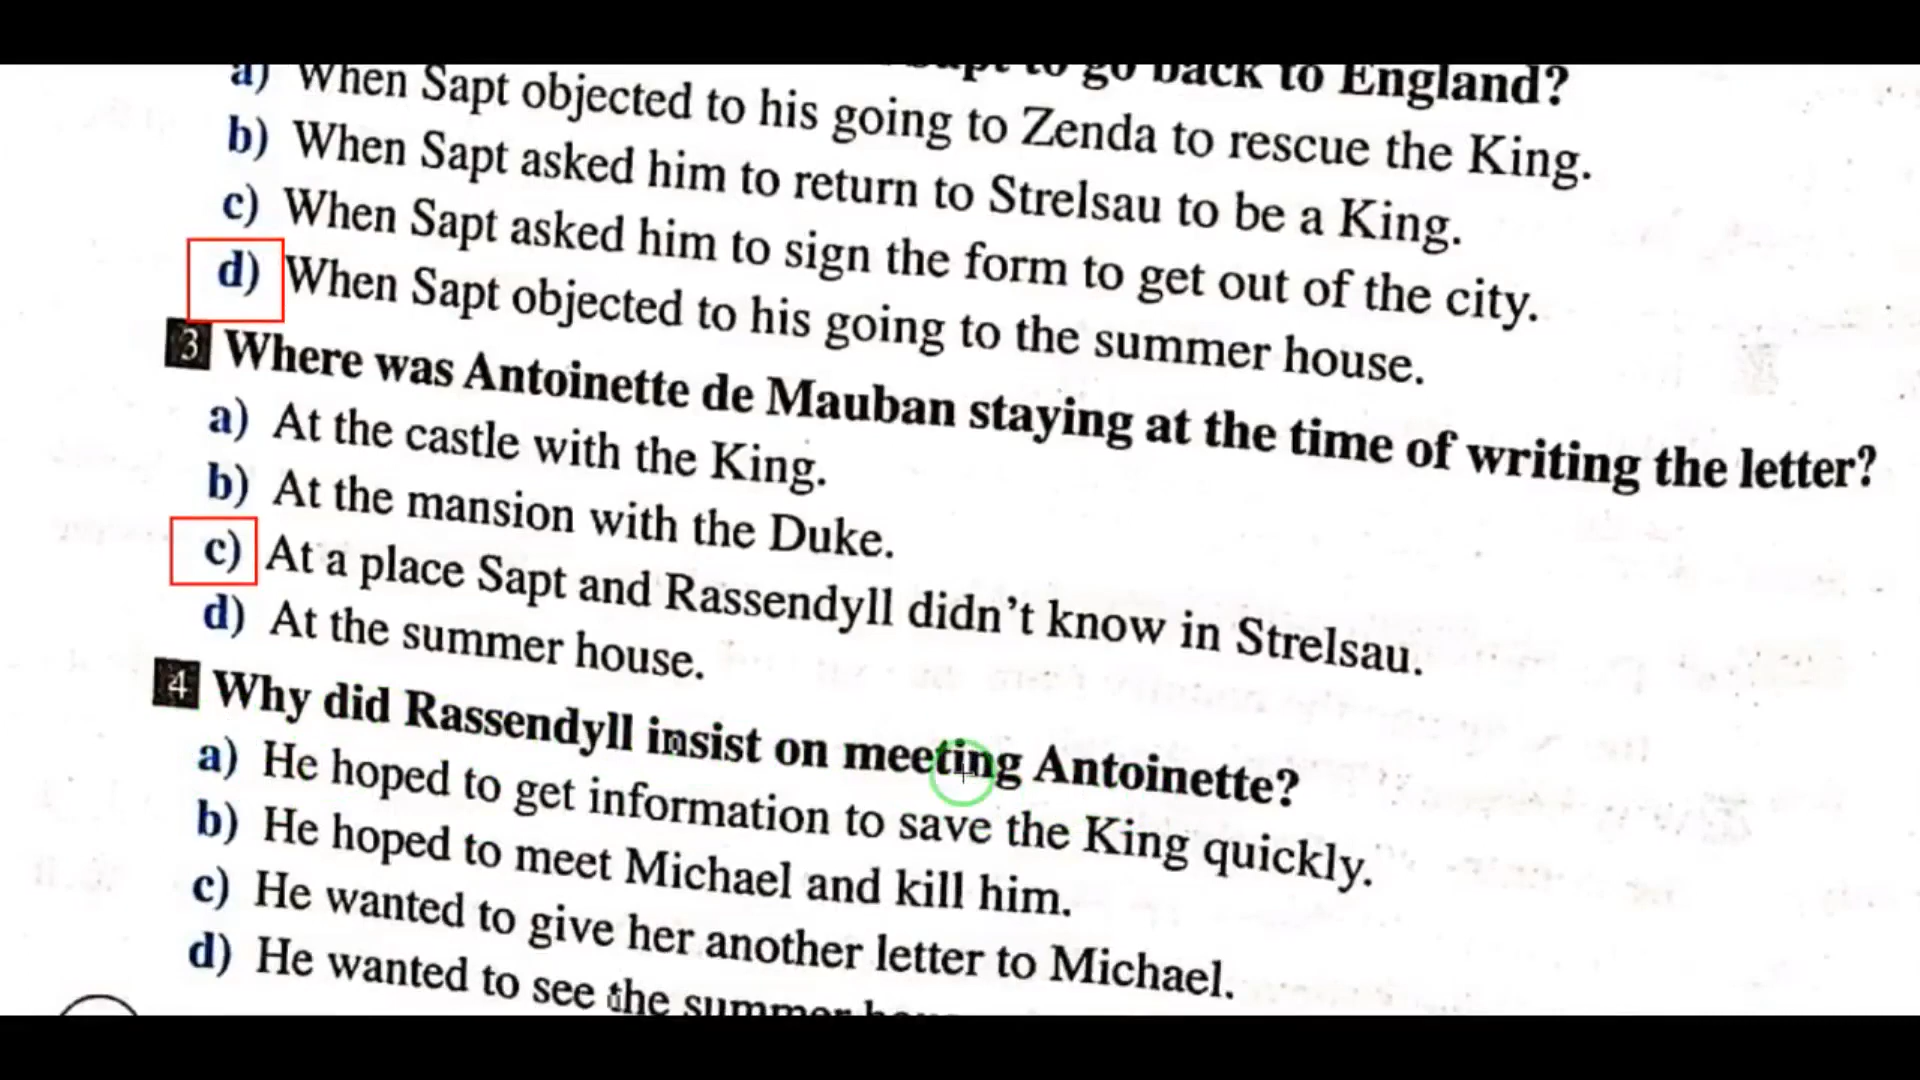 to go back to England?
a) When Sapt objected to his going to Zenda to rescue the King.
b) When Sapt asked him to return to Strelsau to be a King.
c) When Sapt asked him to sign the form to get out of the city.
d) When Sapt objected to his going to the summer house.
3 Where was Antoinette de Mauban staying at the time of writing the letter?
a) At the castle with the King.
b) At the mansion with the Duke.
c) At a place Sapt and Rassendyll didn't know in Strelsau.
d) At the summer house.
4 Why did Rassendyll insist on meeting Antoinette?
a) He hoped to get information to save the King quickly.
b) He hoped to meet Michael and kill him.
c) He wanted to give her another letter to Michael.
d) He wanted to see the summer